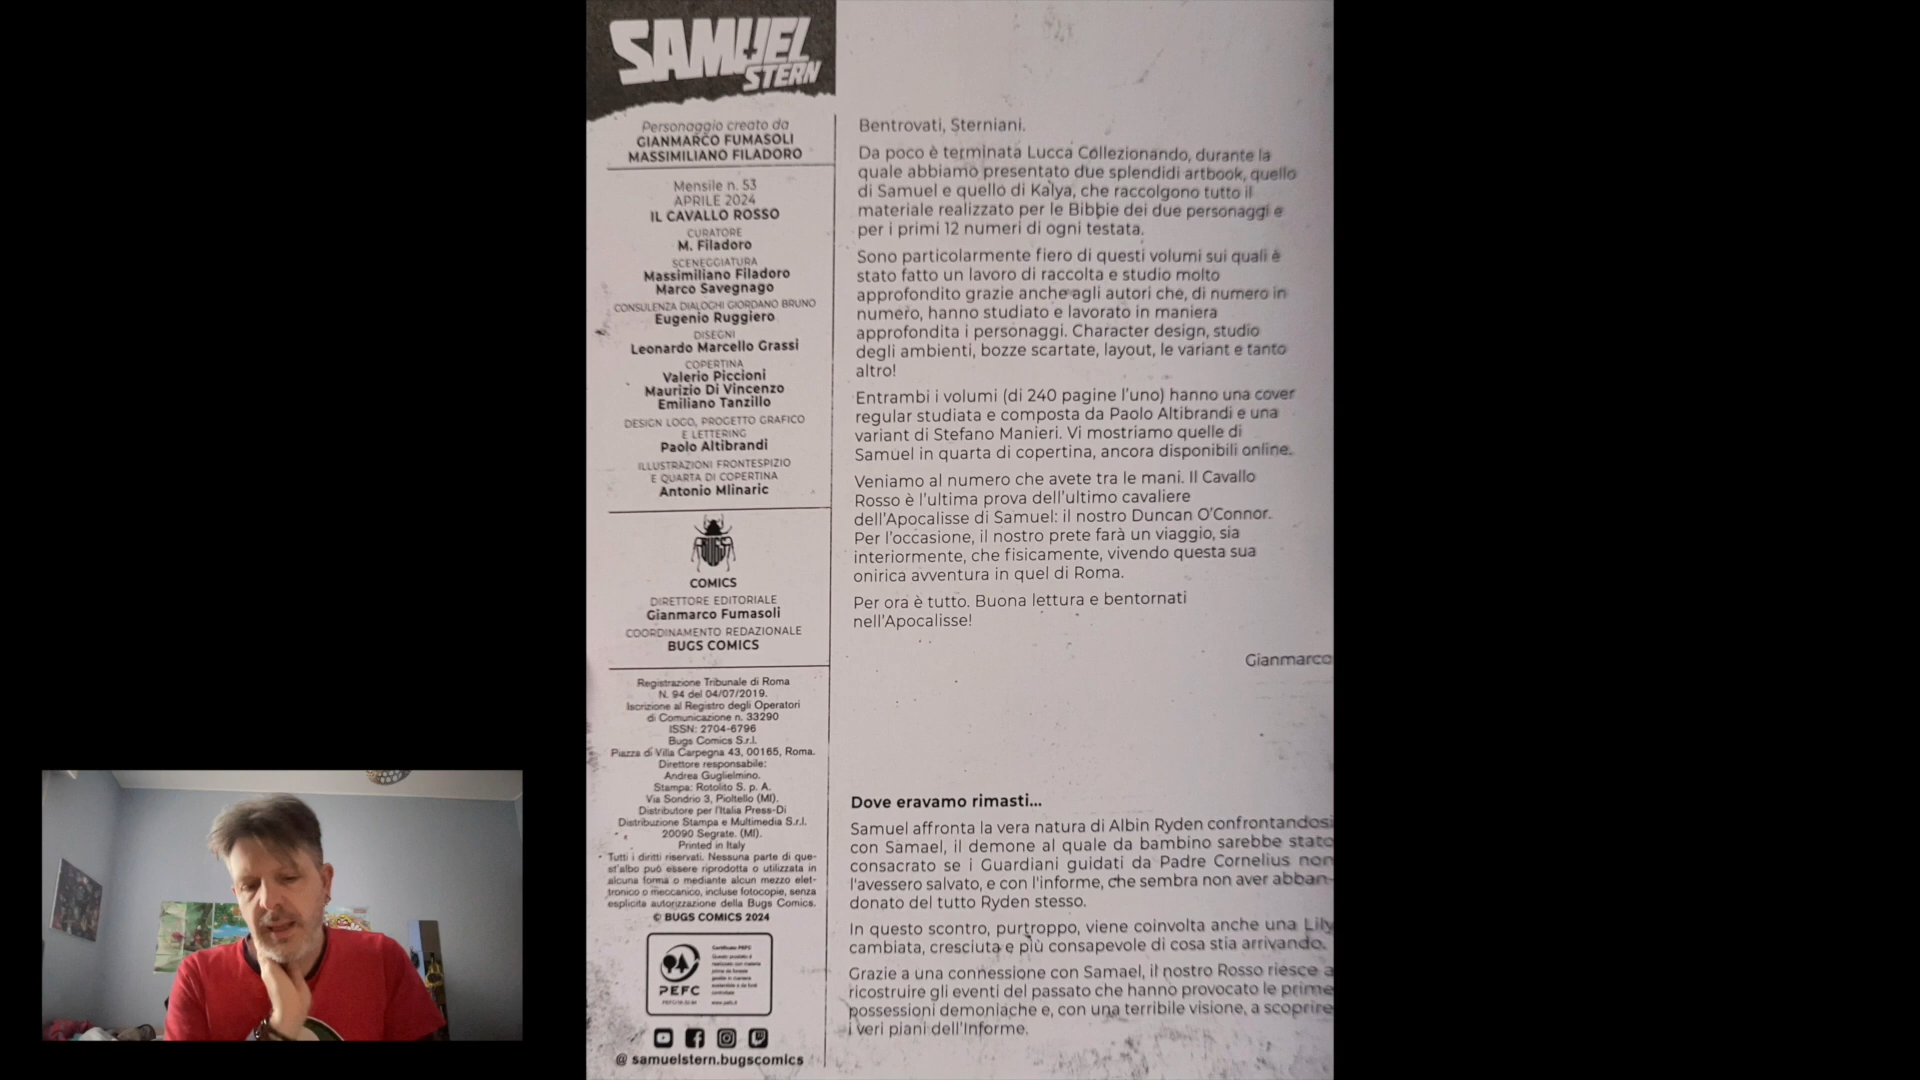 SAMUEL
STERN
Personaggio creato da
GIANMARCO FUMASOLI
MASSIMILIANO FILADORO
Mensile n. 53
APRILE 2024
IL CAVALLO ROSSO
CURATORE
M. Filadoro
SCENEGGIATURA
Massimiliano Filadoro
Marco Savegnago
CONSULENZA DIALOGHI GIORDANO BRUNO
Eugenio Ruggiero
DISEGNI
Leonardo Marcello Grassi
COPERTINA
Valerio Piccioni
Maurizio Di Vincenzo
Emiliano Tanzillo
DESIGN LOGO, PROGETTO GRAFICO
E LETTERING
Paolo Altibrandi
ILLUSTRAZIONI FRONTESPIZIO
E QUARTA DI COPERTINA
Antonio Mlinaric
BUGS
COMICS
DIRETTORE EDITORIALE
Gianmarco Fumasoli
COORDINAMENTO REDAZIONALE
BUGS COMICS
Registrazione Tribunale di Roma
N. 94 del 04/07/2019.
Iscrizione al Registro degli Operatori
di Comunicazione n. 33290
ISSN: 2704-6796
Bugs Comics S.r.l.
Piazza di Villa Carpegna 43, 00165, Roma.
Direttore responsabile:
Andrea Guglielmino.
Stampa: Rotolito S. p. A.
Via Sondrio 3, Pioltello (MI).
Distributore per l'Italia Press-Di
Distribuzione Stampa e Multimedia S.r.l.
20090 Segrate. (MI).
Printed in Italy
Tutti i diritti riservati. Nessuna parte di que-
st'albo può essere riprodotta o utilizzata in
alcuna forma o mediante alcun mezzo elet-
tronico o meccanico, incluse fotocopie, senza
esplicita autorizzazione della Bugs Comics.
© BUGS COMICS 2024
PEFC
@ samuelstern.bugscomics
Bentrovati, Sterniani.
Da poco è terminata Lucca Collezionando, durante la
quale abbiamo presentato due splendidi artbook, quello
di Samuel e quello di Kalya, che raccolgono tutto il
materiale realizzato per le Bibbie dei due personaggi e
per i primi 12 numeri di ogni testata.
Sono particolarmente fiero di questi volumi sui quali è
stato fatto un lavoro di raccolta e studio molto
approfondito grazie anche agli autori che, di numero in
numero, hanno studiato e lavorato in maniera
approfondita i personaggi. Character design, studio
degli ambienti, bozze scartate, layout, le variant e tanto
altro!
Entrambi i volumi (di 240 pagine l'uno) hanno una cover
regular studiata e composta da Paolo Altibrandi e una
variant di Stefano Manieri. Vi mostriamo quelle di
Samuel in quarta di copertina, ancora disponibili online.
Veniamo al numero che avete tra le mani. Il Cavallo
Rosso è l'ultima prova dell'ultimo cavaliere
dell'Apocalisse di Samuel: il nostro Duncan O'Connor.
Per l'occasione, il nostro prete farà un viaggio, sia
interiormente, che fisicamente, vivendo questa sua
onirica avventura in quel di Roma.
Per ora è tutto. Buona lettura e bentornati
nell'Apocalisse!
Gianmarco
Dove eravamo rimasti...
Samuel affronta la vera natura di Albin Ryden confrontandosi
con Samael, il demone al quale da bambino sarebbe stato
consacrato se i Guardiani guidati da Padre Cornelius non
l'avessero salvato, e con l'informe, che sembra non aver abban-
donato del tutto Ryden stesso.
In questo scontro, purtroppo, viene coinvolta anche una Lily
cambiata, cresciuta e più consapevole di cosa stia arrivando.
Grazie a una connessione con Samael, il nostro Rosso riesce a
ricostruire gli eventi del passato che hanno provocato le prime
possessioni demoniache e, con una terribile visione, a scoprire
i veri piani dell'Informe.